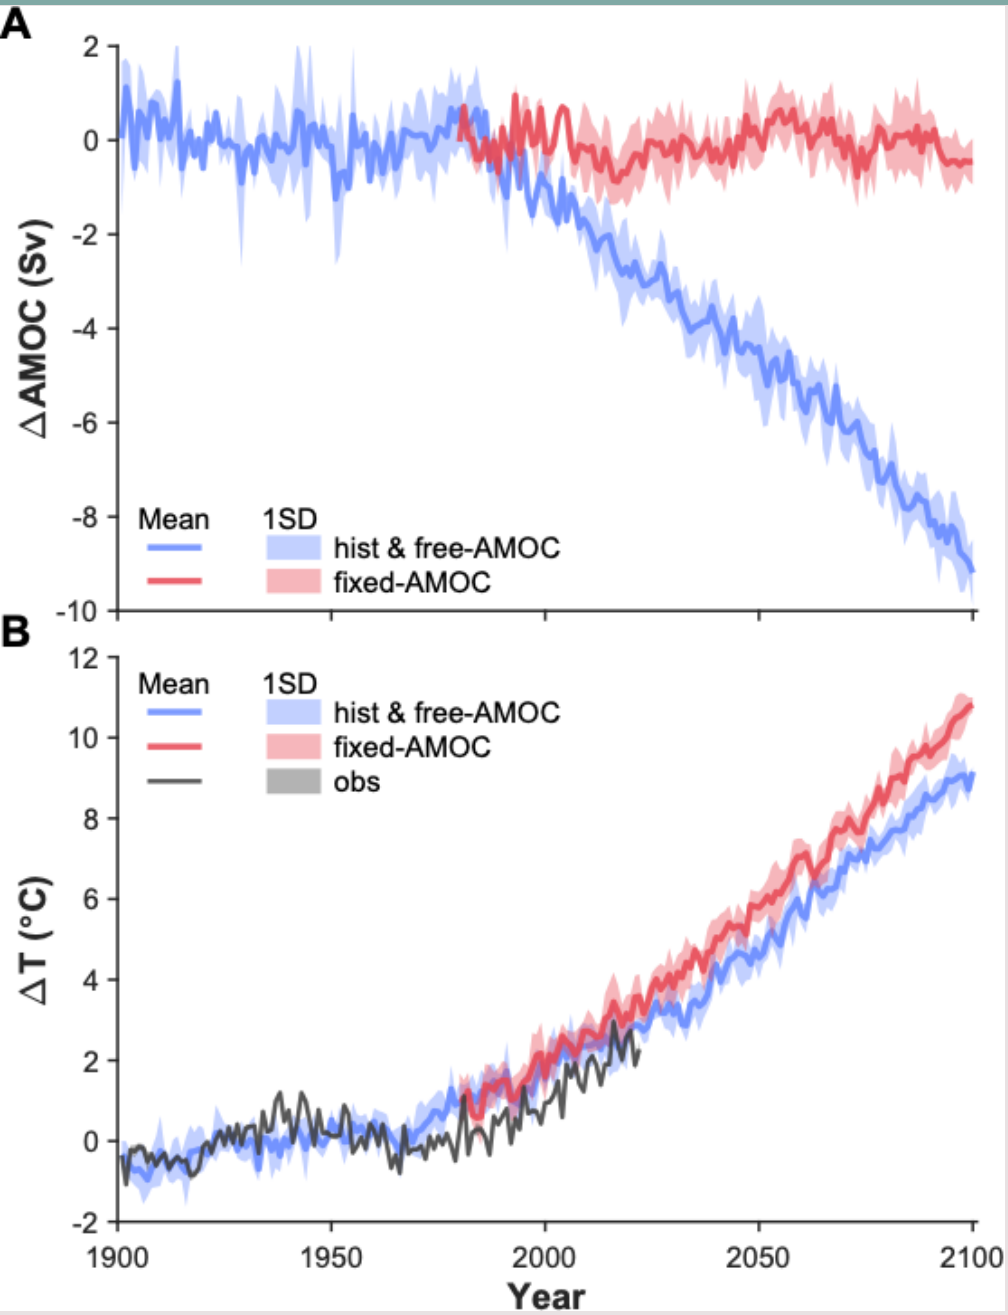 A
2
0
-2
-4
-6
-8
-10
ΔAMOC (Sv)
Mean 1SD
hist & free-AMOC
fixed-AMOC
B
12
10
8
6
4
2
0
-2
ΔT (°C)
Mean 1SD
hist & free-AMOC
fixed-AMOC
obs
1900 1950 2000 2050 2100
Year